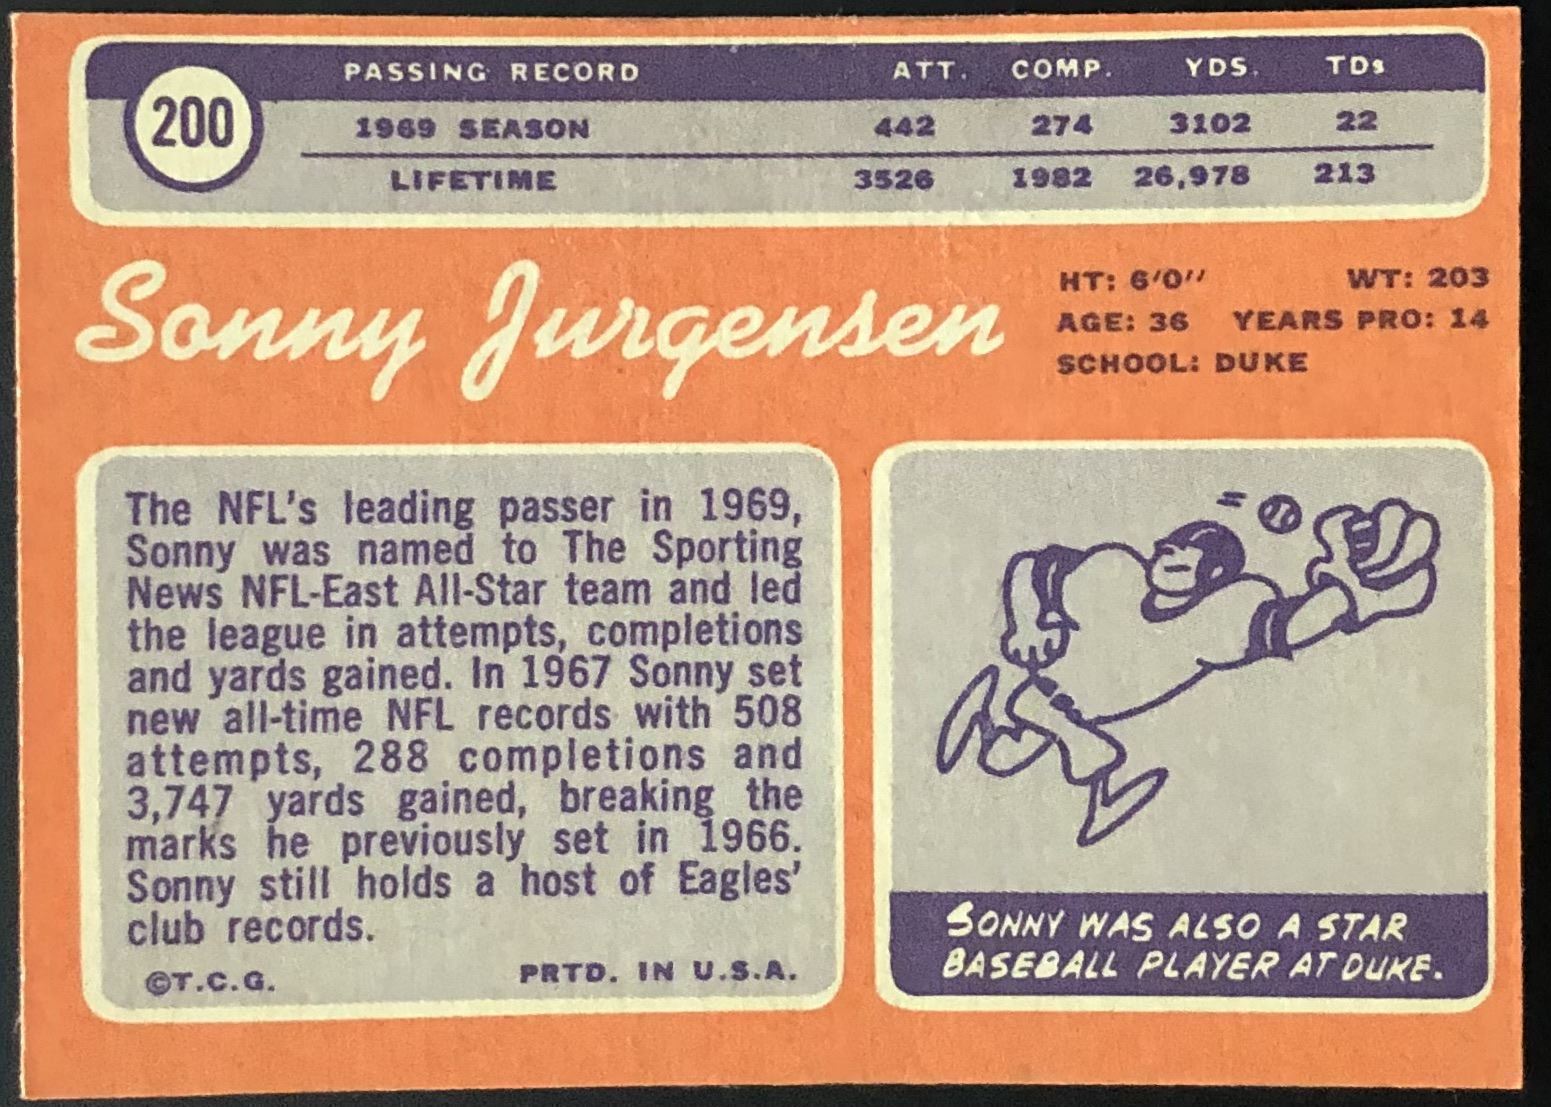 200
PASSING RECORD ATT. COMP. YDS. TDs
1969 SEASON 442 274 3102 22
LIFETIME 3526 1982 26,978 213
Sonny Jurgensen
HT: 6'0'' WT: 203
AGE: 36 YEARS PRO: 14
SCHOOL: DUKE
The NFL's leading passer in 1969,
Sonny was named to The Sporting
News NFL-East All-Star team and led
the league in attempts, completions
and yards gained. In 1967 Sonny set
new all-time NFL records with 508
attempts, 288 completions and
3,747 yards gained, breaking the
marks he previously set in 1966.
Sonny still holds a host of Eagles'
club records.
©T.C.G. PRTD. IN U.S.A.
SONNY WAS ALSO A STAR
BASEBALL PLAYER AT DUKE.